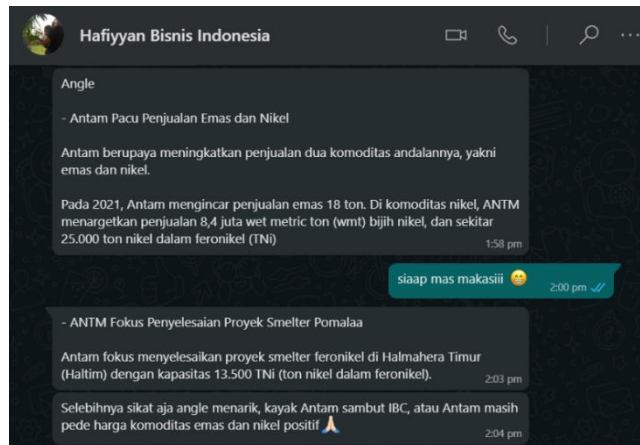 Hafiyyan Bisnis Indonesia
Angle
- Antam Pacu Penjualan Emas dan Nikel
Antam berupaya meningkatkan penjualan dua komoditas andalannya, yakni
emas dan nikel.
Pada 2021, Antam mengincar penjualan emas 18 ton. Di komoditas nikel, ANTM
menargetkan penjualan 8,4 juta wet metric ton (wmt) bijih nikel, dan sekitar
25.000 ton nikel dalam feronikel (TNi)
1:58 pm
siaap mas makasiii 😁
2:00 pm
- ANTM Fokus Penyelesaian Proyek Smelter Pomalaa
Antam fokus menyelesaikan proyek smelter feronikel di Halmahera Timur
(Haltim) dengan kapasitas 13.500 TNi (ton nikel dalam feronikel).
2:03 pm
Selebihnya sikat aja angle menarik, kayak Antam sambut IBC, atau Antam masih
pede harga komoditas emas dan nikel positif 🙏🏻
2:04 pm